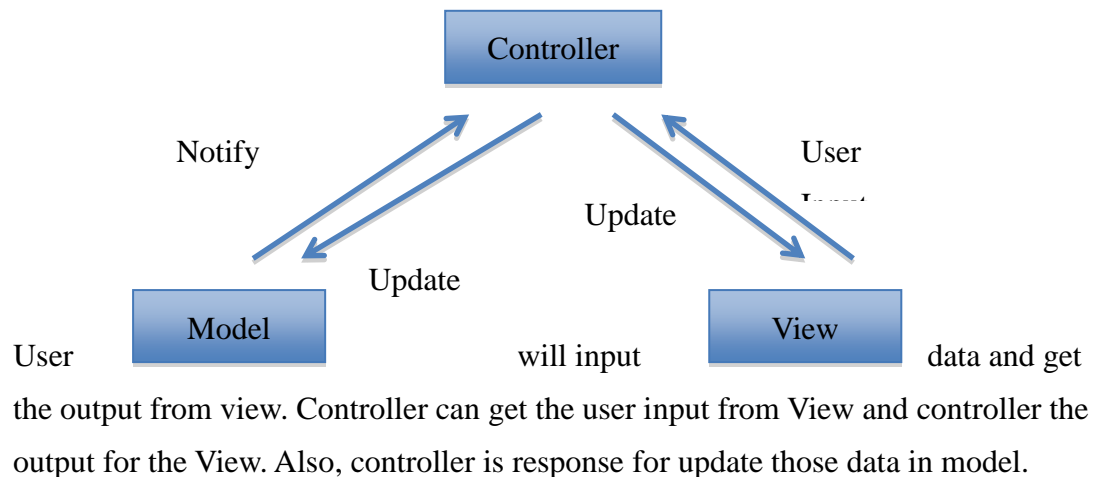 Controller
Notify
User
Update
Update
Model
View
User will input data and get
the output from view. Controller can get the user input from View and controller the
output for the View. Also, controller is response for update those data in model.